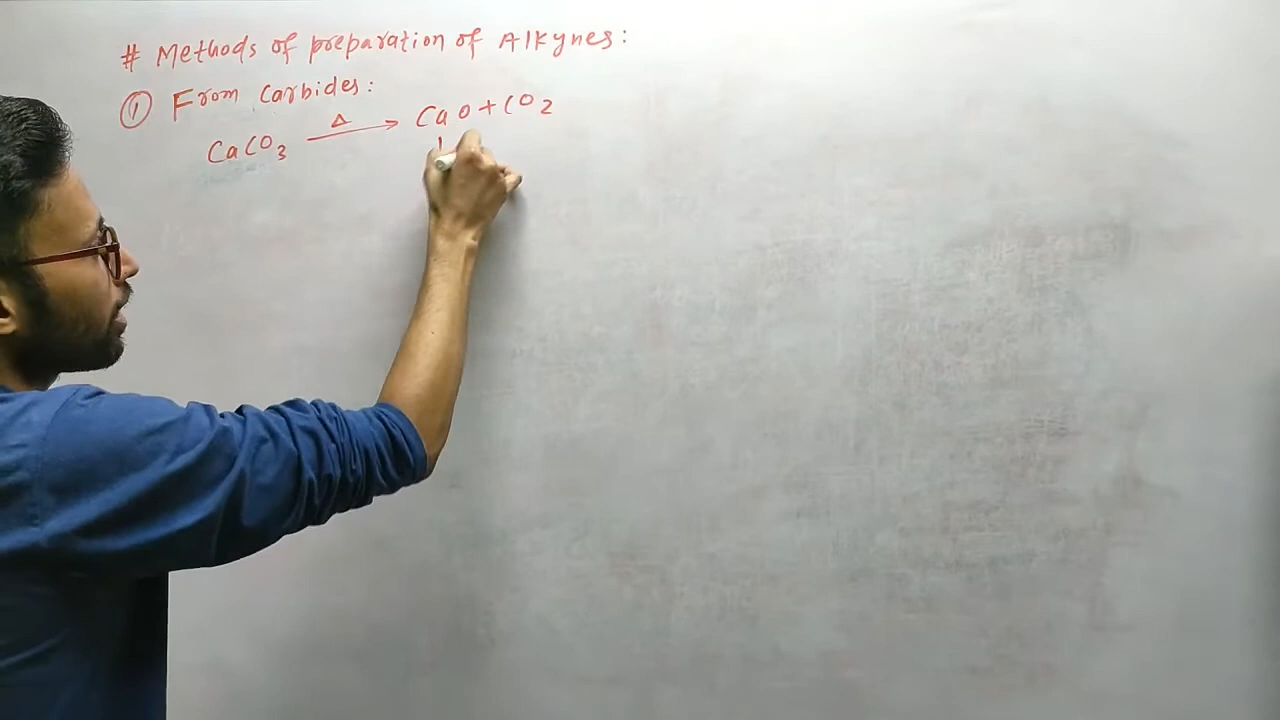 # Methods of preparation of Alkynes:
① From Carbides:
CaCO₃ —Δ→ CaO + CO₂